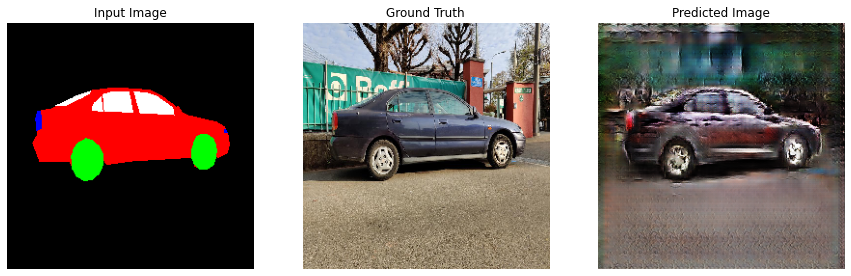 Input Image
Ground Truth
Predicted Image